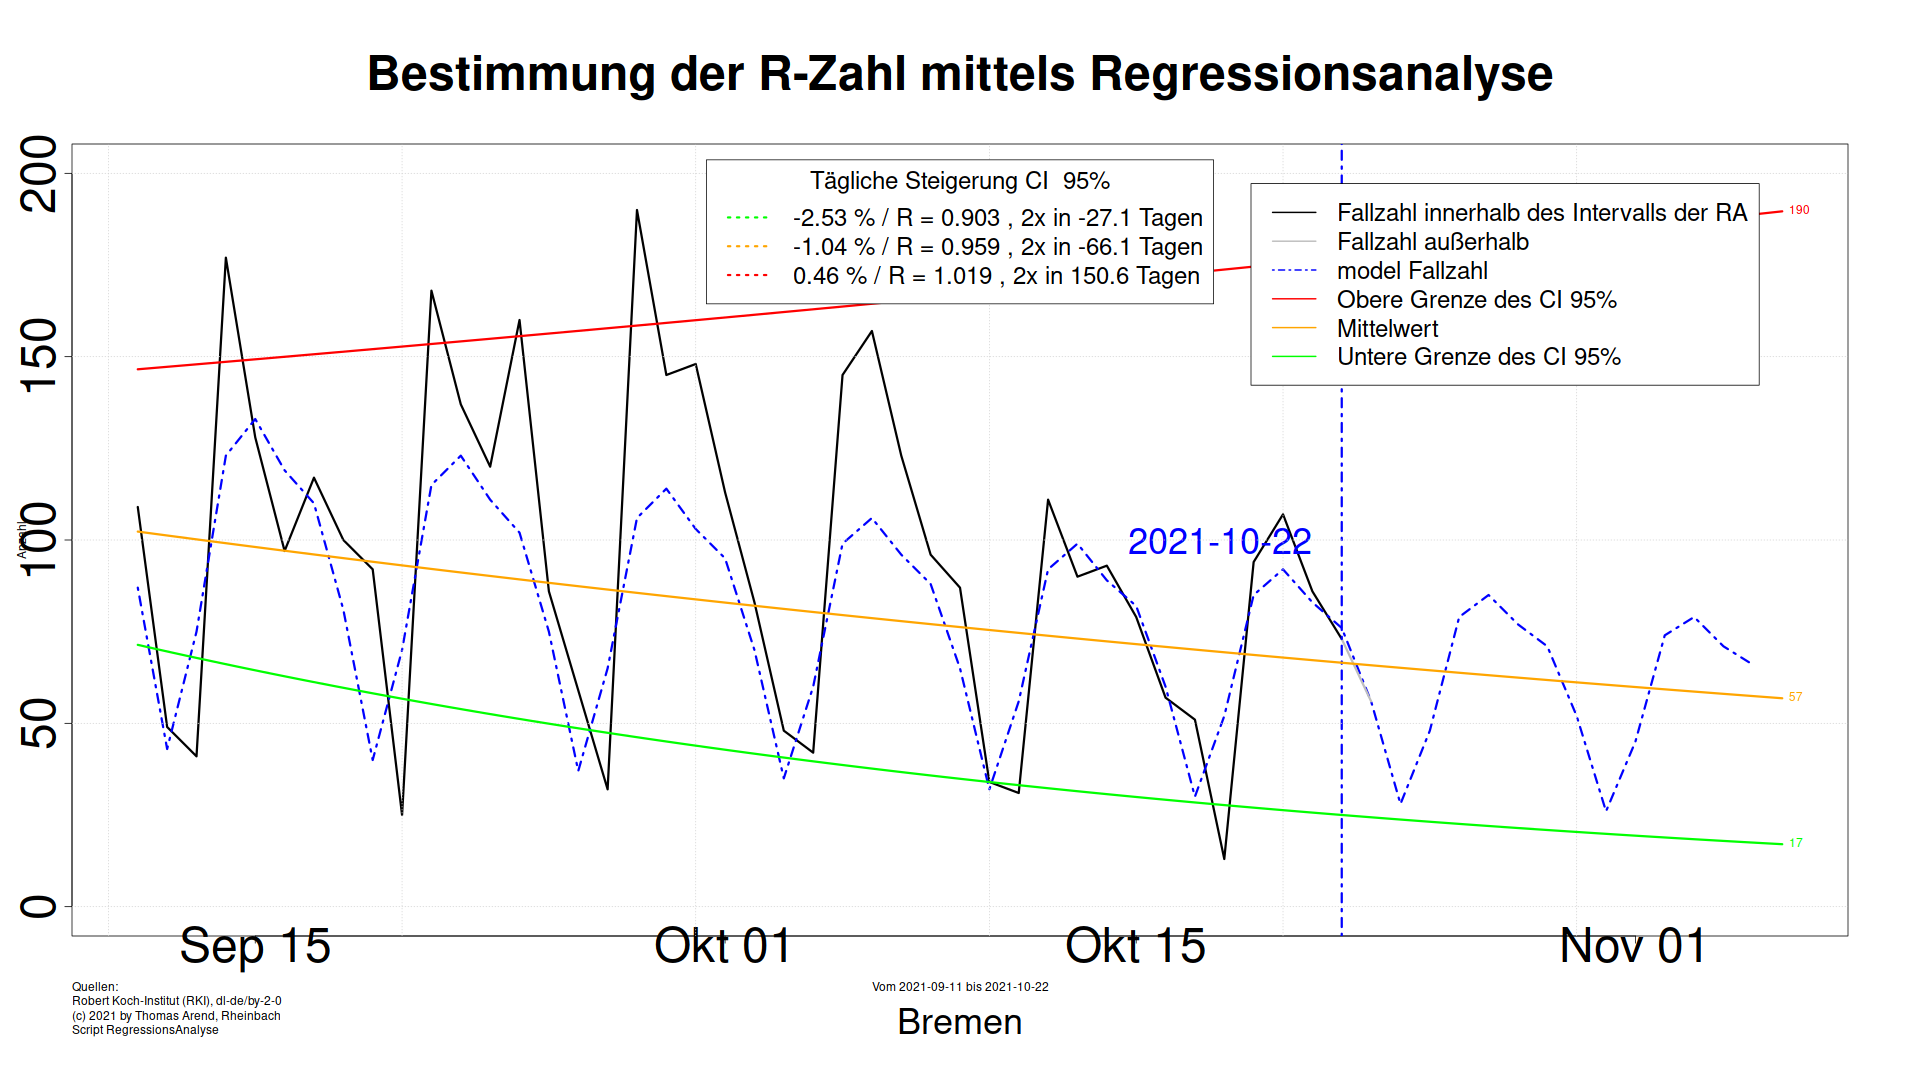 Bestimmung der R-Zahl mittels Regressionsanalyse
Anzahl
200
150
100
50
0
Tägliche Steigerung CI 95%
-2.53 % / R = 0.903 , 2x in -27.1 Tagen
-1.04 % / R = 0.959 , 2x in -66.1 Tagen
0.46 % / R = 1.019 , 2x in 150.6 Tagen
Fallzahl innerhalb des Intervalls der RA
Fallzahl außerhalb
model Fallzahl
Obere Grenze des CI 95%
Mittelwert
Untere Grenze des CI 95%
190
2021-10-22
57
17
Sep 15
Okt 01
Okt 15
Nov 01
Quellen:
Robert Koch-Institut (RKI), dl-de/by-2-0
(c) 2021 by Thomas Arend, Rheinbach
Script RegressionsAnalyse
Vom 2021-09-11 bis 2021-10-22
Bremen